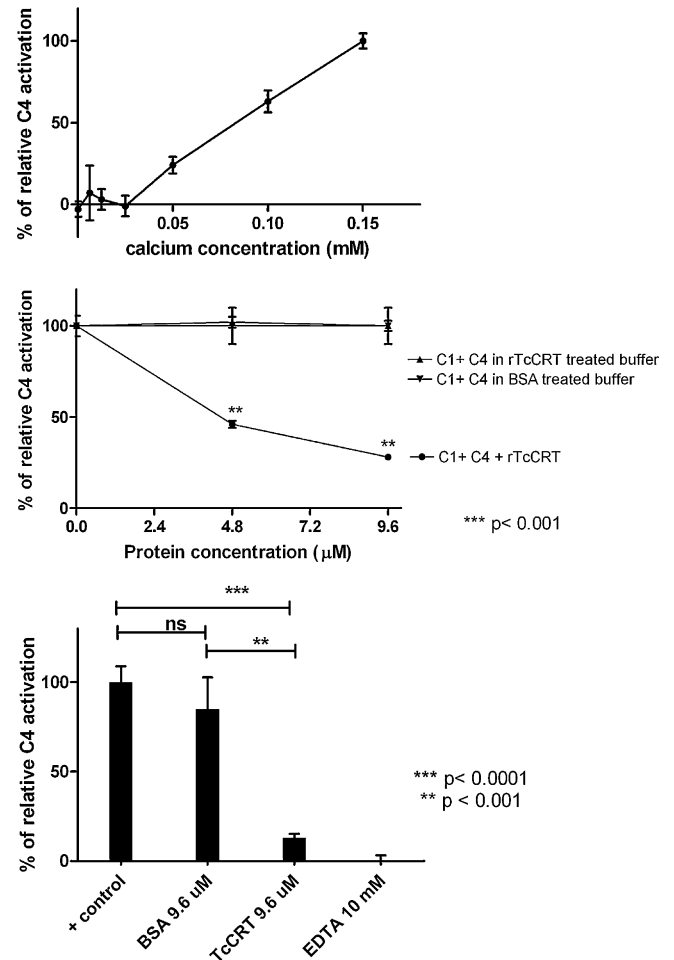 % of relative C4 activation
100
50
0
0.05 0.10 0.15
calcium concentration (mM)
% of relative C4 activation
100
50
0
** 
**
0.0 2.4 4.8 7.2 9.6
Protein concentration (µM)
C1+ C4 in rTcCRT treated buffer
C1+ C4 in BSA treated buffer
C1+ C4 + rTcCRT
*** p< 0.001
% of relative C4 activation
100
50
0
***
ns
**
+ control
BSA 9.6 uM
TcCRT 9.6 uM
EDTA 10 mM
*** p< 0.0001
** p < 0.001